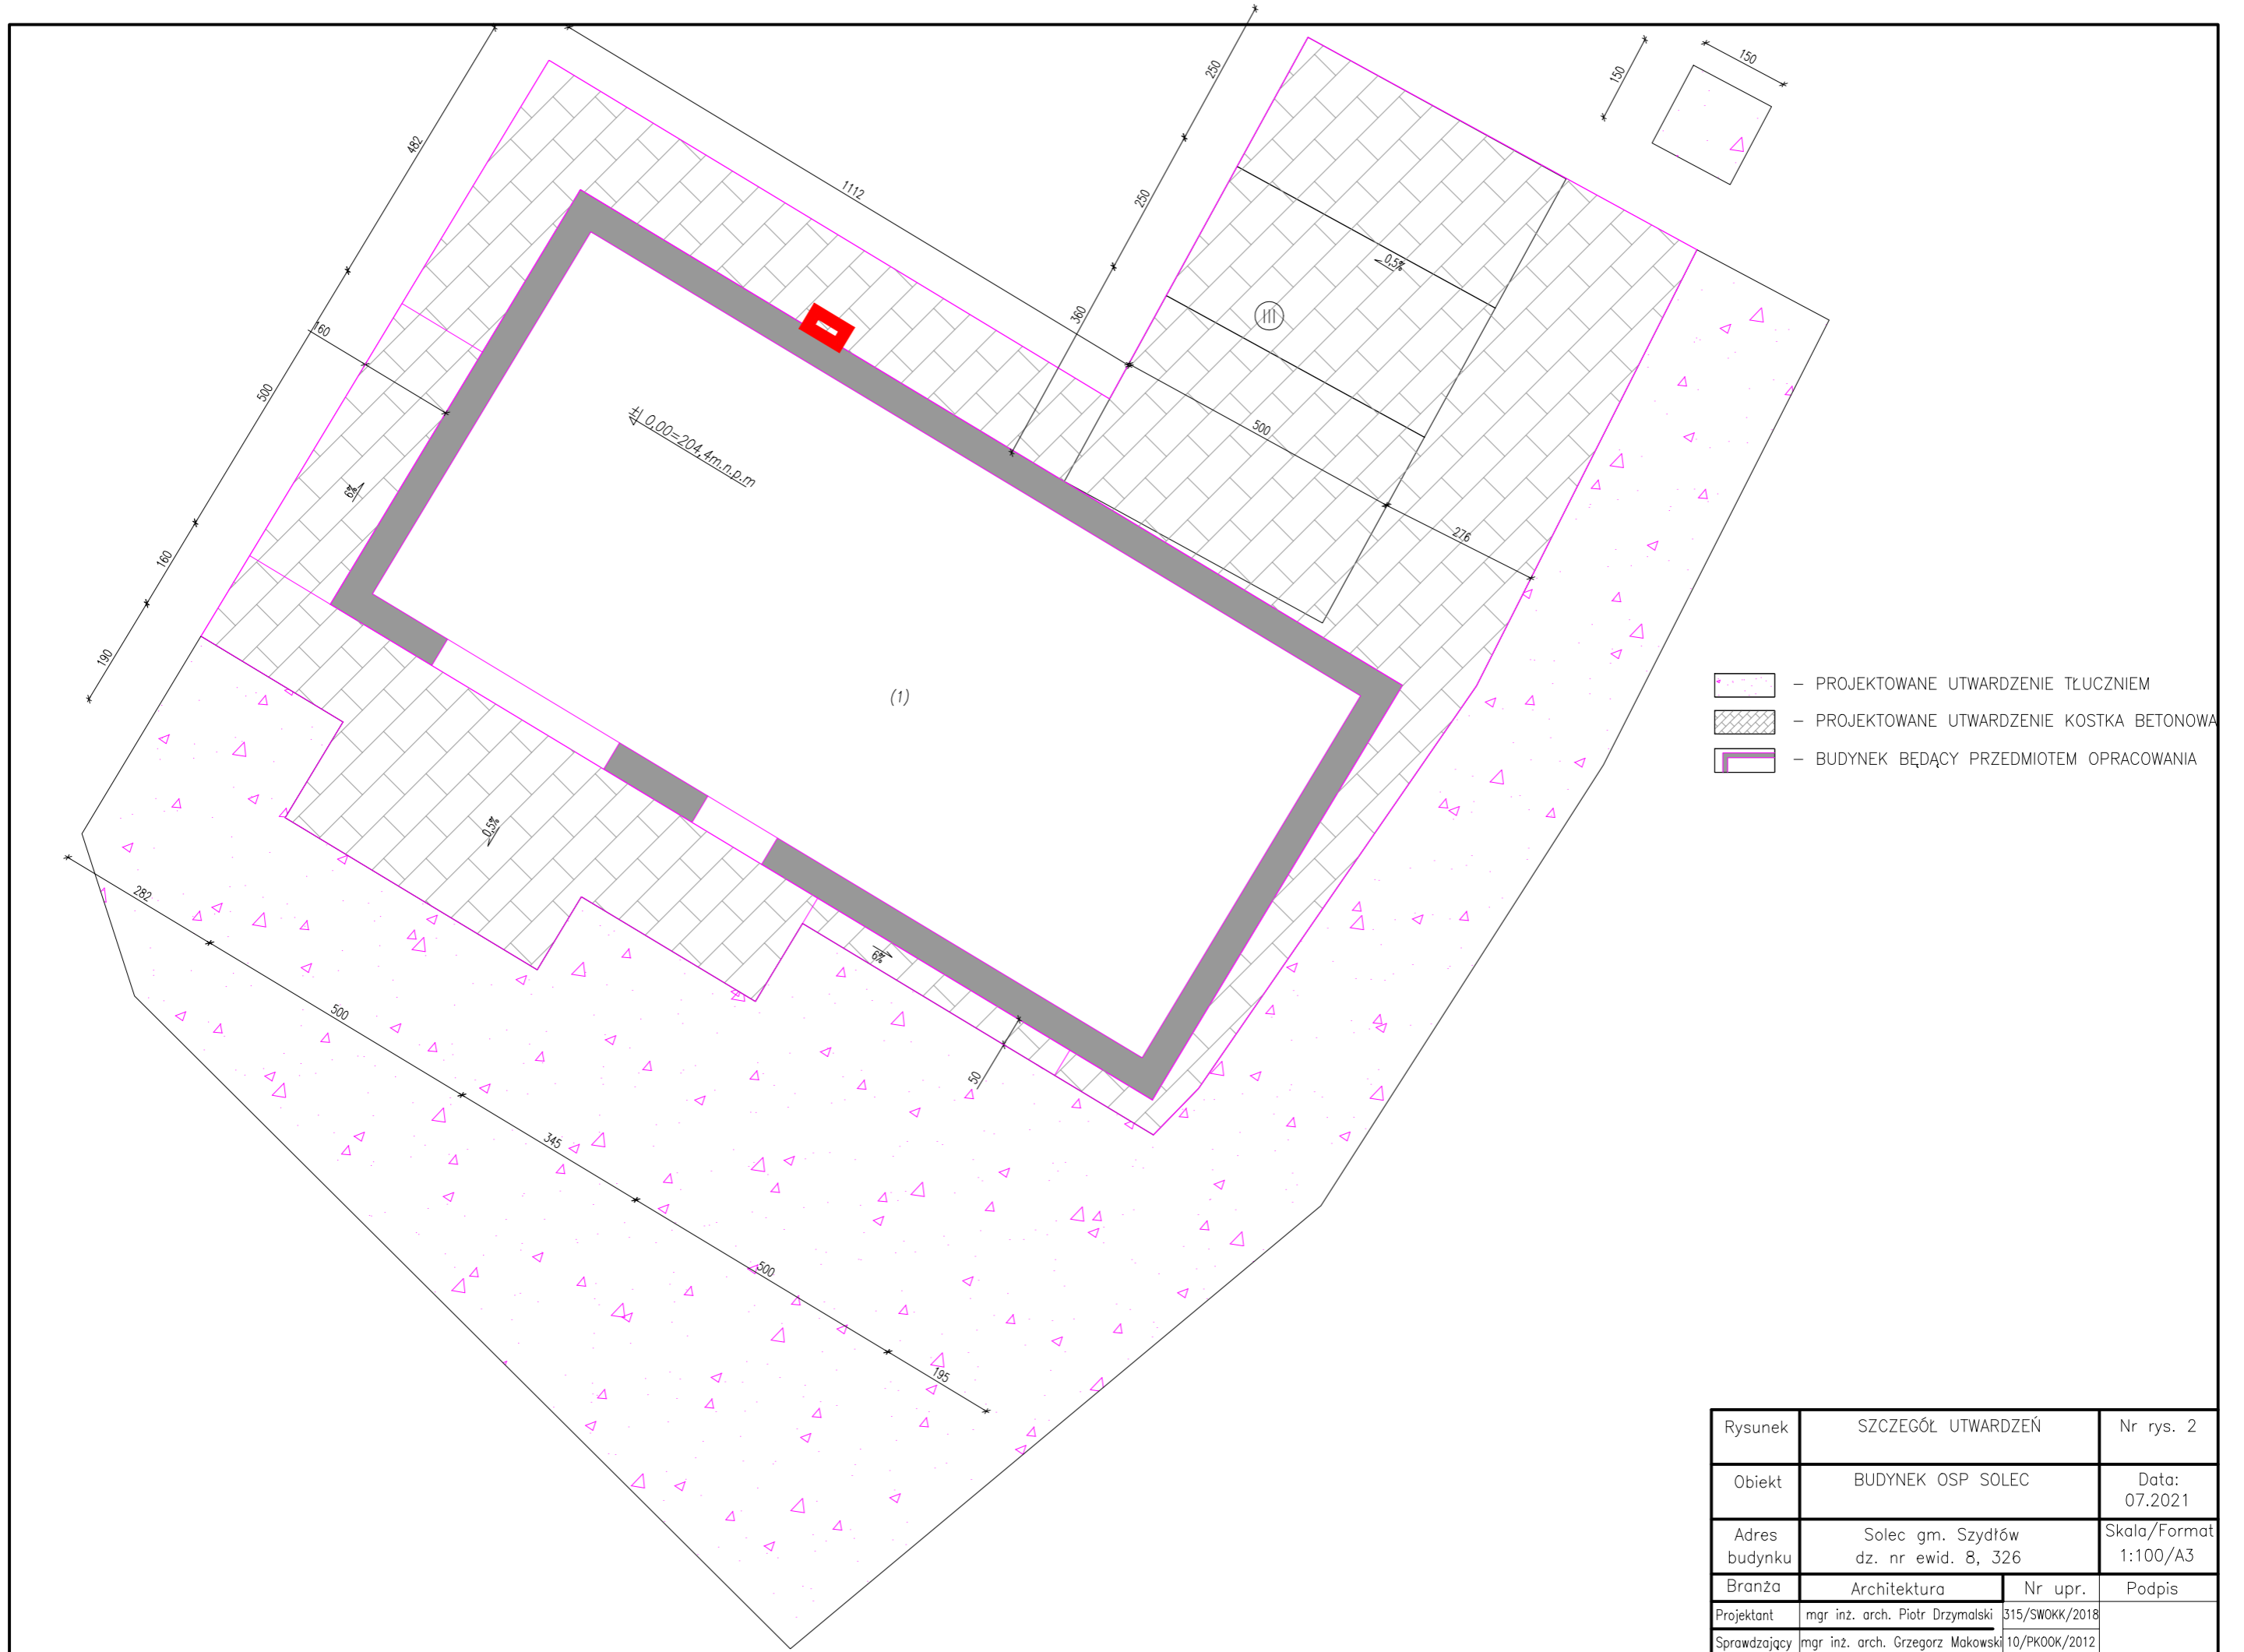 482
1112
250
150
150
250
500
160
360
0,5%
III
± 0,00=204,4m.n.p.m
500
276
6%
160
190
(1)
– PROJEKTOWANE UTWARDZENIE TŁUCZNIEM
– PROJEKTOWANE UTWARDZENIE KOSTKA BETONOWA
– BUDYNEK BĘDĄCY PRZEDMIOTEM OPRACOWANIA
0,5%
282
6%
500
50
345
500
195
Rysunek SZCZEGÓŁ UTWARDZEŃ Nr rys. 2
Obiekt BUDYNEK OSP SOLEC Data:
07.2021
Adres Solec gm. Szydłów Skala/Format
budynku dz. nr ewid. 8, 326 1:100/A3
Branża Architektura Nr upr. Podpis
Projektant mgr inż. arch. Piotr Drzymalski 315/SWOKK/2018
Sprawdzający mgr inż. arch. Grzegorz Makowski 10/PKOOK/2012